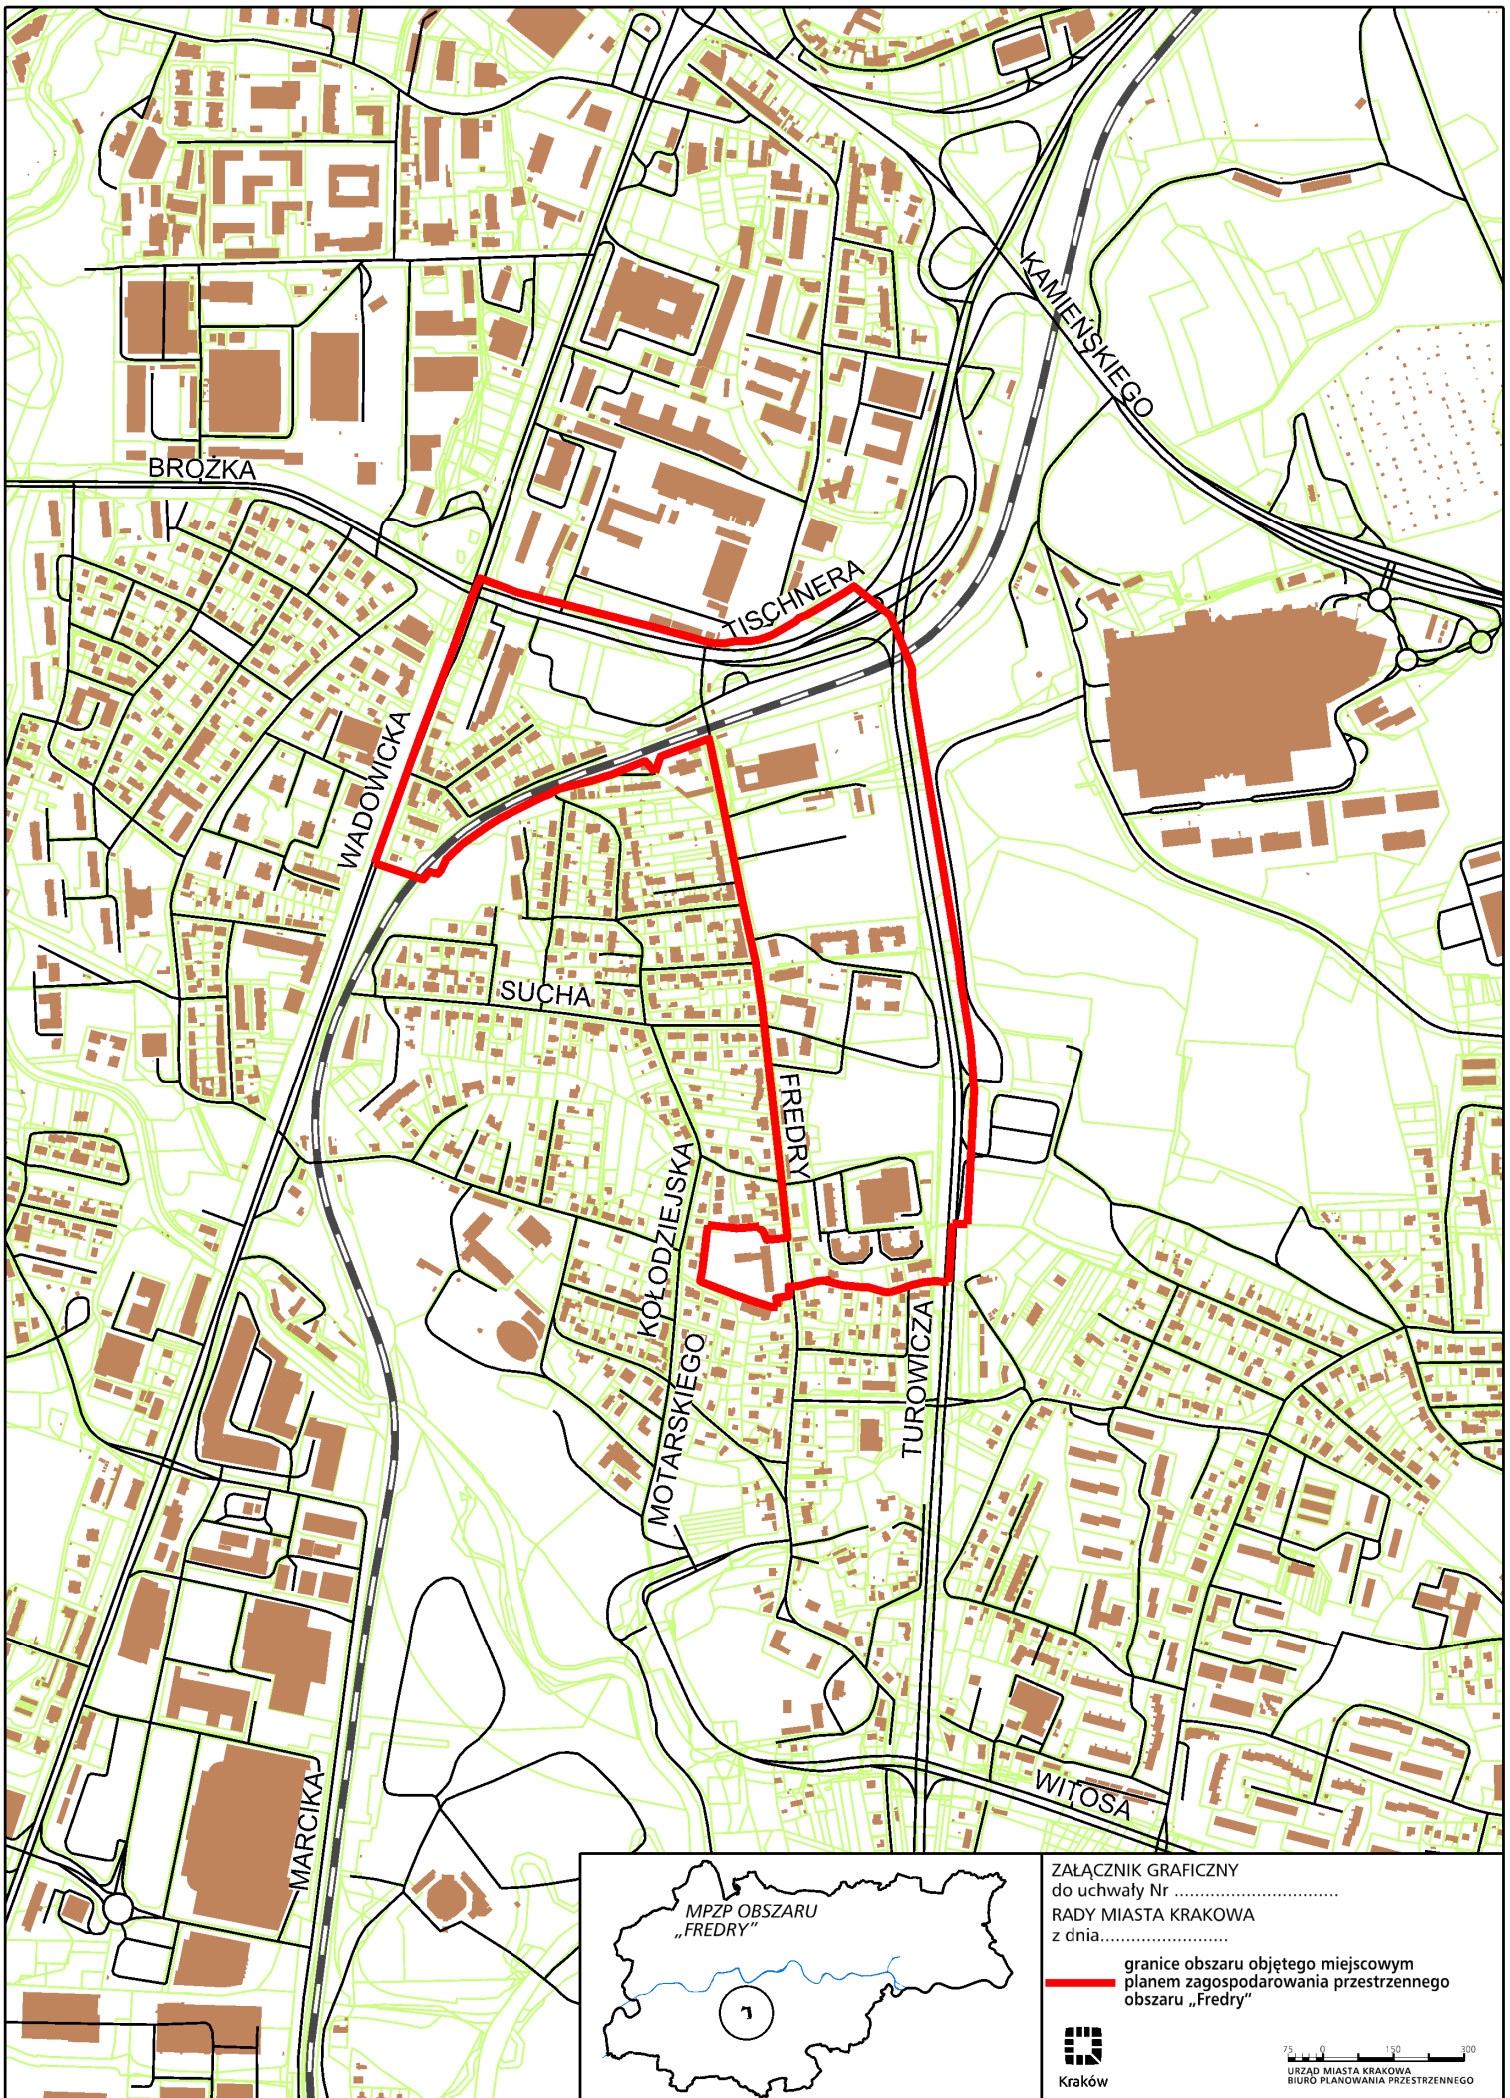 KAMIEŃSKIEGO
BROŻKA
TISCHNERA
WADOWICKA
SUCHA
FREDRY
KOŁODZIEJSKA
TUROWICZA
MOTARSKIEGO
WITOSA
MARCIKA
MPZP OBSZARU
„FREDRY”
ZAŁĄCZNIK GRAFICZNY
do uchwały Nr ................................
RADY MIASTA KRAKOWA
z dnia.........................
granice obszaru objętego miejscowym
planem zagospodarowania przestrzennego
obszaru „Fredry”
Kraków
75 0 150 300
URZĄD MIASTA KRAKOWA
BIURO PLANOWANIA PRZESTRZENNEGO